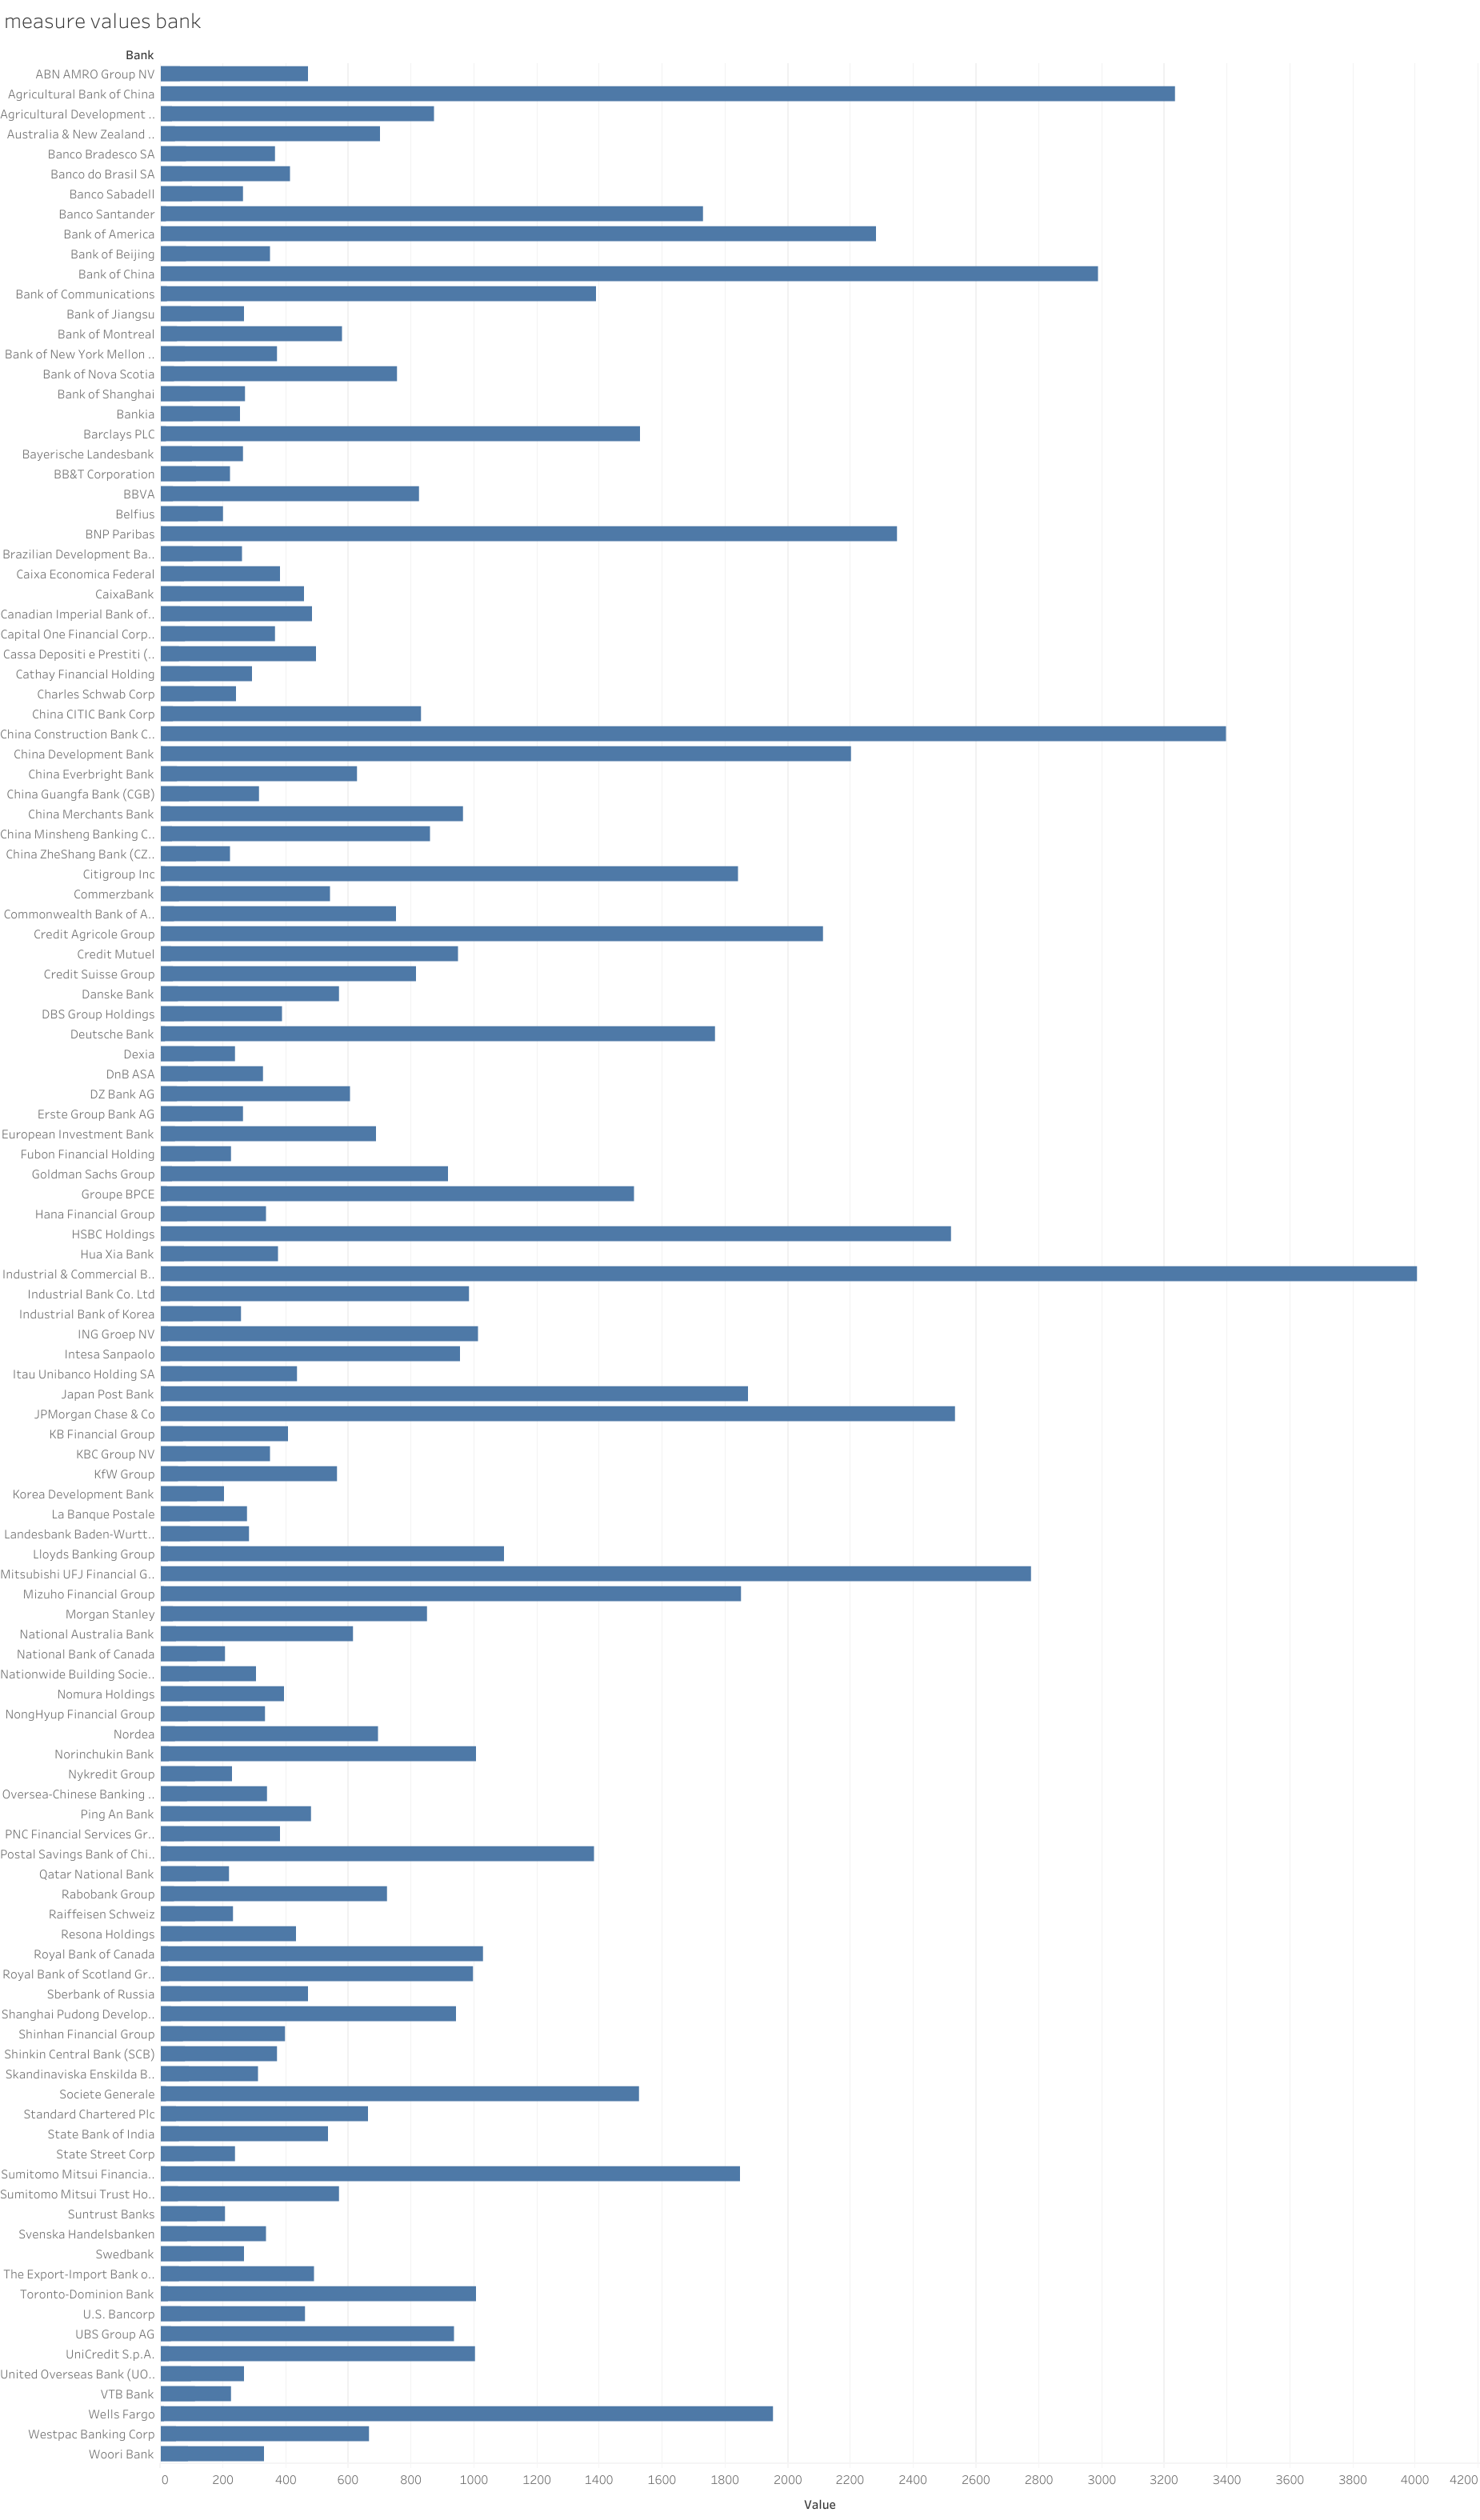 measure values bank
Bank
ABN AMRO Group NV
Agricultural Bank of China
Agricultural Development ..
Australia & New Zealand ..
Banco Bradesco SA
Banco do Brasil SA
Banco Sabadell
Banco Santander
Bank of America
Bank of Beijing
Bank of China
Bank of Communications
Bank of Jiangsu
Bank of Montreal
Bank of New York Mellon ..
Bank of Nova Scotia
Bank of Shanghai
Bankia
Barclays PLC
Bayerische Landesbank
BB&T Corporation
BBVA
Belfius
BNP Paribas
Brazilian Development Ba..
Caixa Economica Federal
CaixaBank
Canadian Imperial Bank of..
Capital One Financial Corp..
Cassa Depositi e Prestiti (..
Cathay Financial Holding
Charles Schwab Corp
China CITIC Bank Corp
China Construction Bank C..
China Development Bank
China Everbright Bank
China Guangfa Bank (CGB)
China Merchants Bank
China Minsheng Banking C..
China ZheShang Bank (CZ..
Citigroup Inc
Commerzbank
Commonwealth Bank of A..
Credit Agricole Group
Credit Mutuel
Credit Suisse Group
Danske Bank
DBS Group Holdings
Deutsche Bank
Dexia
DnB ASA
DZ Bank AG
Erste Group Bank AG
European Investment Bank
Fubon Financial Holding
Goldman Sachs Group
Groupe BPCE
Hana Financial Group
HSBC Holdings
Hua Xia Bank
Industrial & Commercial B..
Industrial Bank Co. Ltd
Industrial Bank of Korea
ING Groep NV
Intesa Sanpaolo
Itau Unibanco Holding SA
Japan Post Bank
JPMorgan Chase & Co
KB Financial Group
KBC Group NV
KfW Group
Korea Development Bank
La Banque Postale
Landesbank Baden-Wurtt..
Lloyds Banking Group
Mitsubishi UFJ Financial G..
Mizuho Financial Group
Morgan Stanley
National Australia Bank
National Bank of Canada
Nationwide Building Socie..
Nomura Holdings
NongHyup Financial Group
Nordea
Norinchukin Bank
Nykredit Group
Oversea-Chinese Banking ..
Ping An Bank
PNC Financial Services Gr..
Postal Savings Bank of Chi..
Qatar National Bank
Rabobank Group
Raiffeisen Schweiz
Resona Holdings
Royal Bank of Canada
Royal Bank of Scotland Gr..
Sberbank of Russia
Shanghai Pudong Develop..
Shinhan Financial Group
Shinkin Central Bank (SCB)
Skandinaviska Enskilda B..
Societe Generale
Standard Chartered Plc
State Bank of India
State Street Corp
Sumitomo Mitsui Financia..
Sumitomo Mitsui Trust Ho..
Suntrust Banks
Svenska Handelsbanken
Swedbank
The Export-Import Bank o..
Toronto-Dominion Bank
U.S. Bancorp
UBS Group AG
UniCredit S.p.A.
United Overseas Bank (UO..
VTB Bank
Wells Fargo
Westpac Banking Corp
Woori Bank
0 200 400 600 800 1000 1200 1400 1600 1800 2000 2200 2400 2600 2800 3000 3200 3400 3600 3800 4000 4200
Value